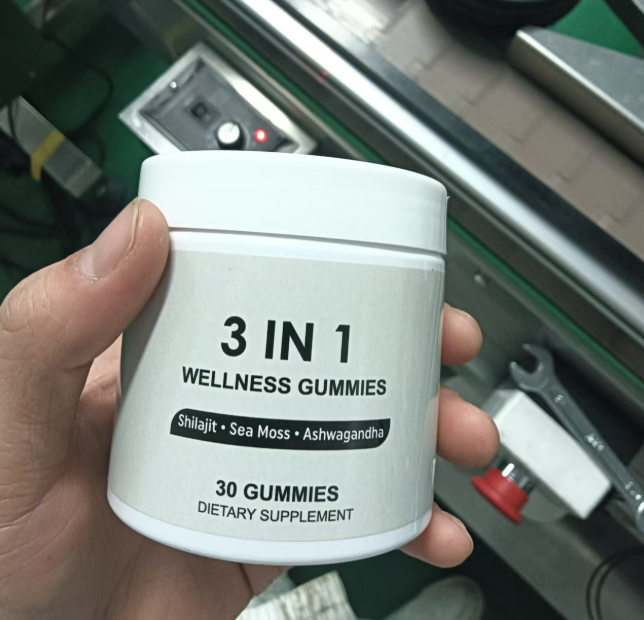 3 IN 1
WELLNESS GUMMIES
Shilajit • Sea Moss • Ashwagandha
30 GUMMIES
DIETARY SUPPLEMENT